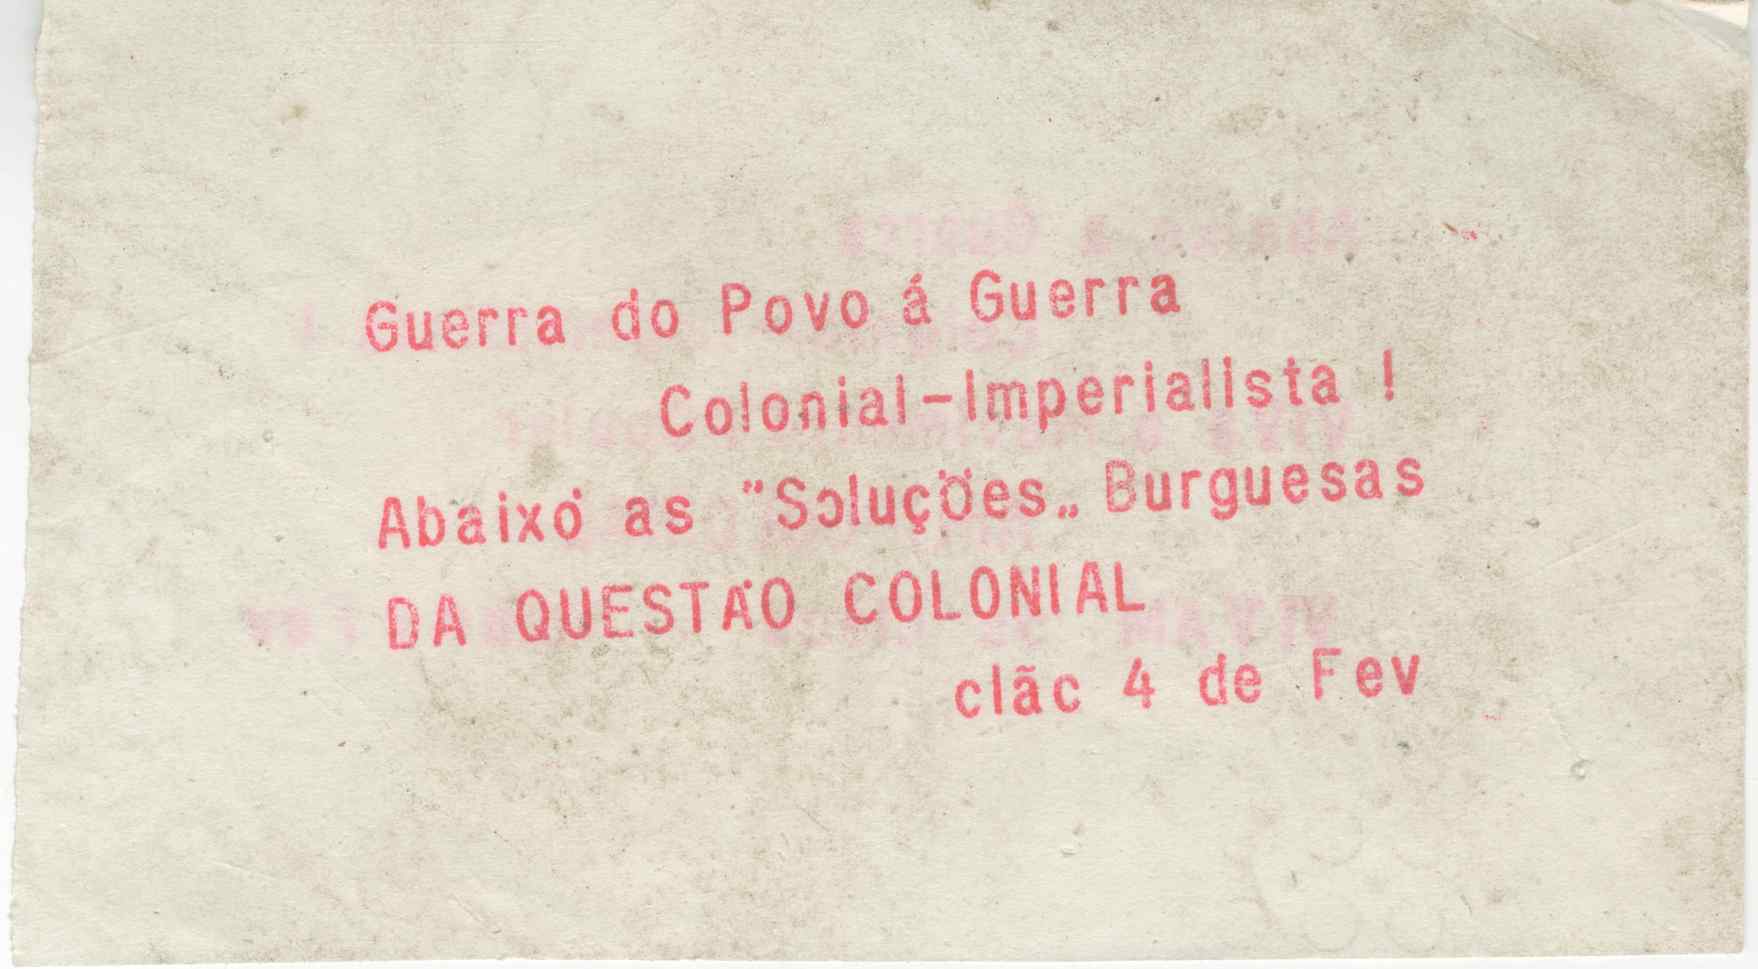 Guerra do Povo á Guerra
Colonial-Imperialista !
Abaixo as "Soluções„ Burguesas
DA QUESTÃO COLONIAL
clãc 4 de Fev